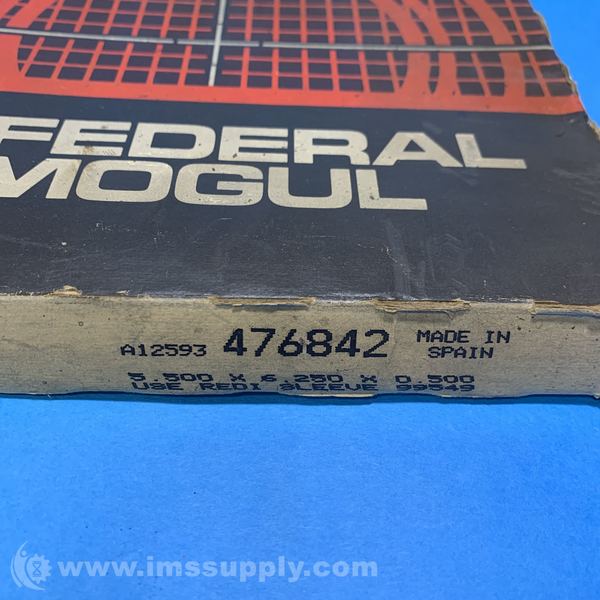 FEDERAL
MOGUL
A12593 476842 MADE IN
SPAIN
5.500 X 6.250 X 0.500
USE REDI SLEEVE 99549
www.imssupply.com